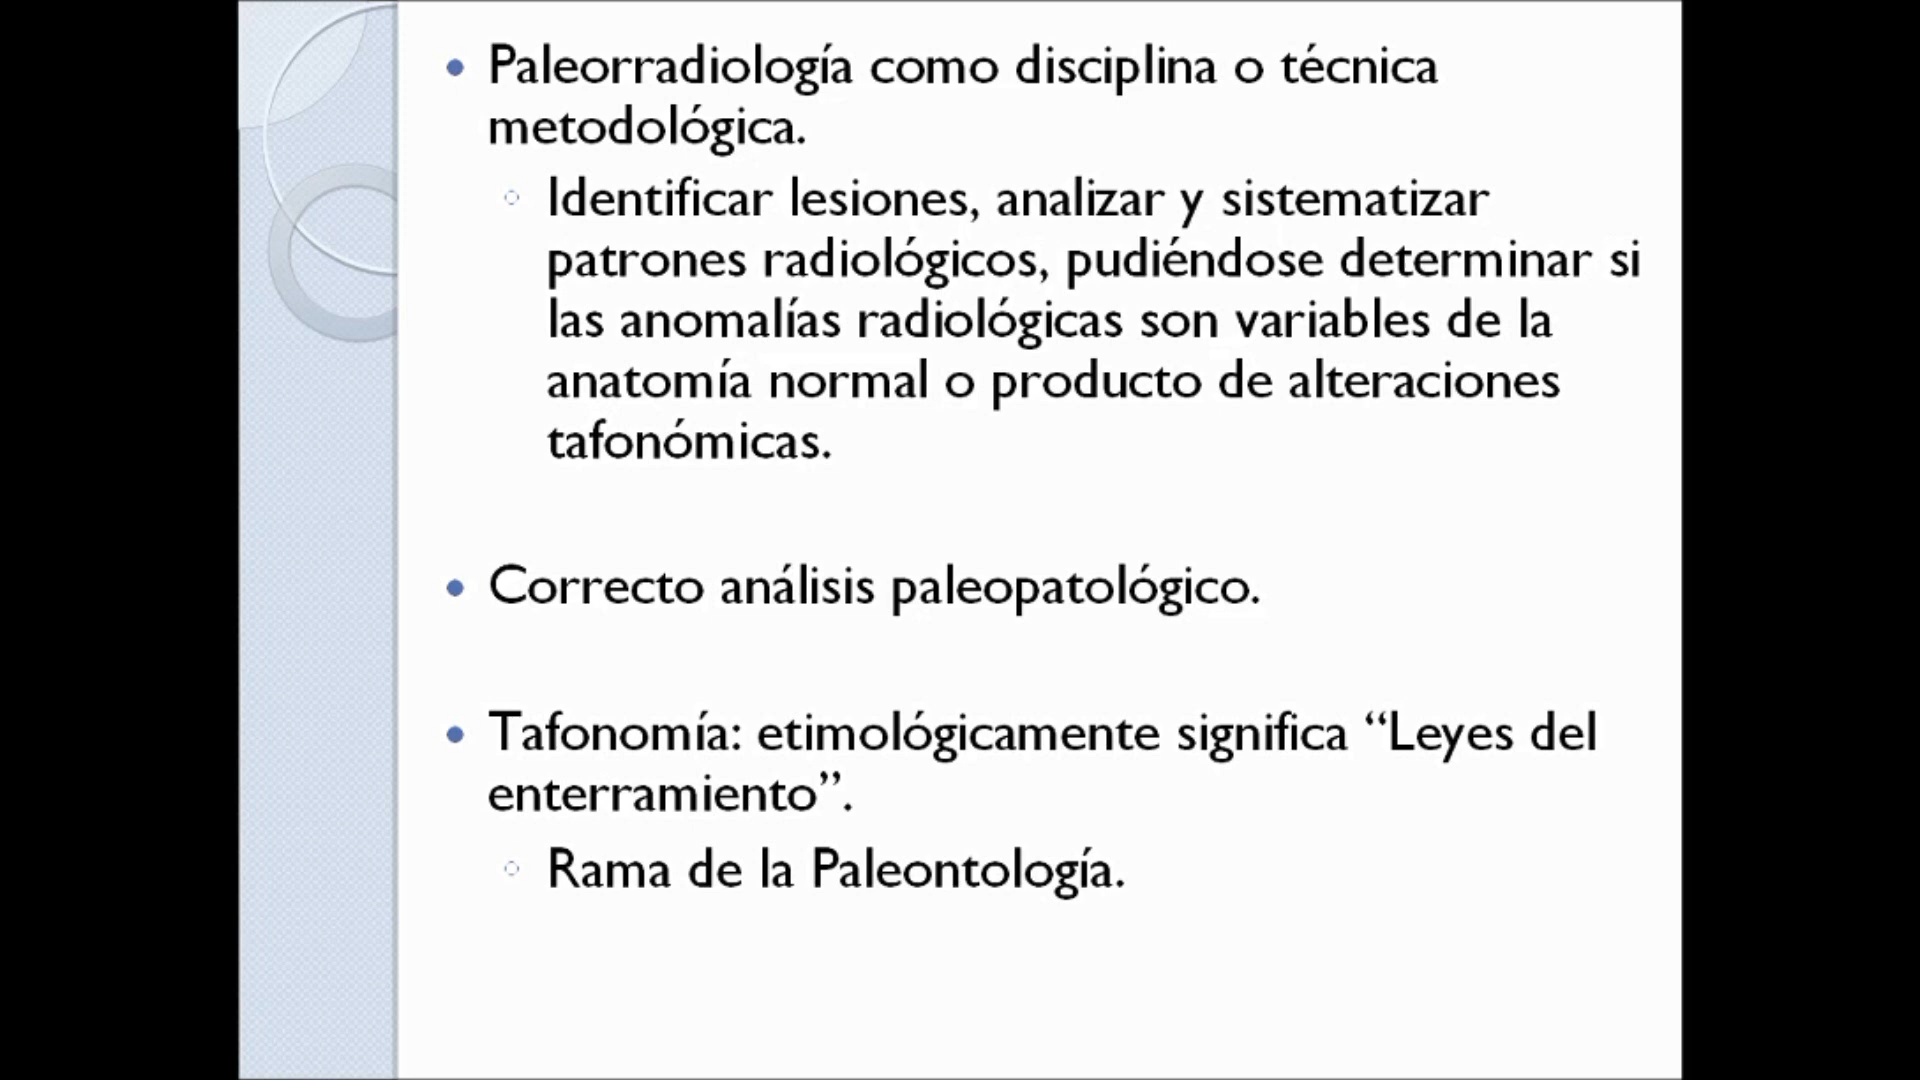 Paleorradiología como disciplina o técnica
metodológica.
Identificar lesiones, analizar y sistematizar
patrones radiológicos, pudiéndose determinar si
las anomalías radiológicas son variables de la
anatomía normal o producto de alteraciones
tafonómicas.
Correcto análisis paleopatológico.
Tafonomía: etimológicamente significa “Leyes del
enterramiento”.
Rama de la Paleontología.